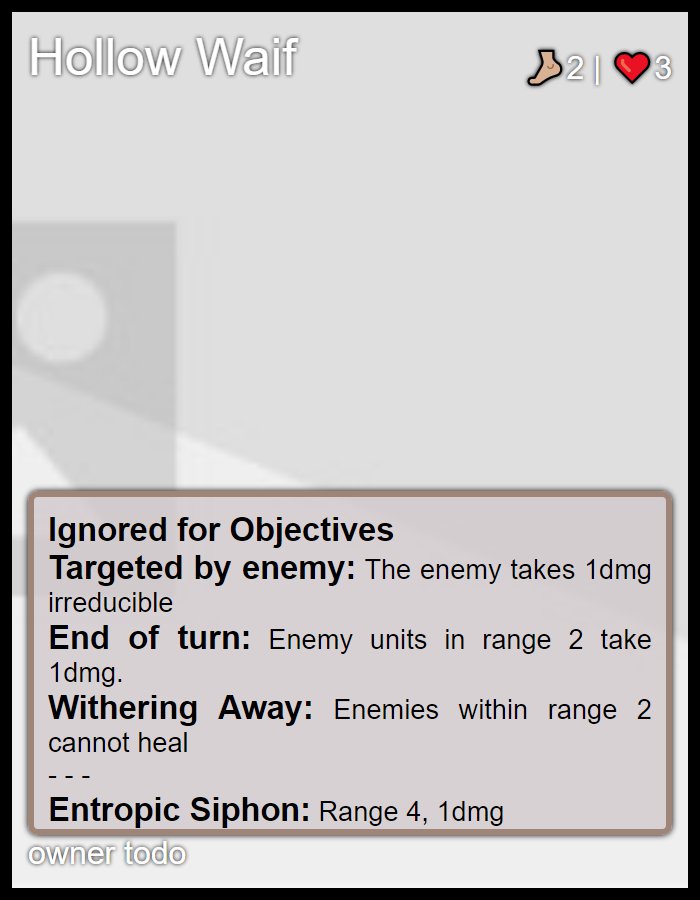 Hollow Waif
🦶2 | ❤️3
Ignored for Objectives
Targeted by enemy: The enemy takes 1dmg
irreducible
End of turn: Enemy units in range 2 take
1dmg.
Withering Away: Enemies within range 2
cannot heal
- - -
Entropic Siphon: Range 4, 1dmg
owner todo